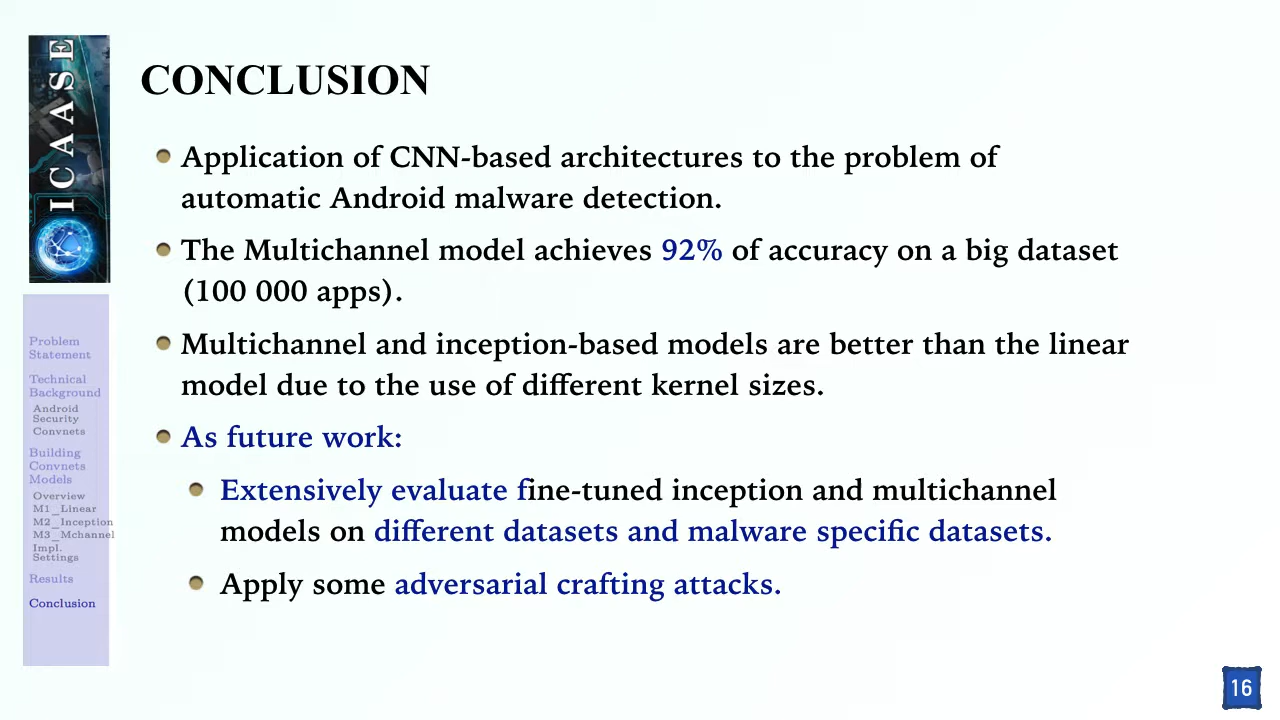 ICAASE
CONCLUSION
Application of CNN-based architectures to the problem of
automatic Android malware detection.
The Multichannel model achieves 92% of accuracy on a big dataset
(100 000 apps).
Multichannel and inception-based models are better than the linear
model due to the use of different kernel sizes.
As future work:
Extensively evaluate fine-tuned inception and multichannel
models on different datasets and malware specific datasets.
Apply some adversarial crafting attacks.
Problem
Statement
Technical
Background
Android
Security
Convnets
Building
Convnets
Models
Overview
M1_Linear
M2_Inception
M3_Mchannel
Impl.
Settings
Results
Conclusion
16